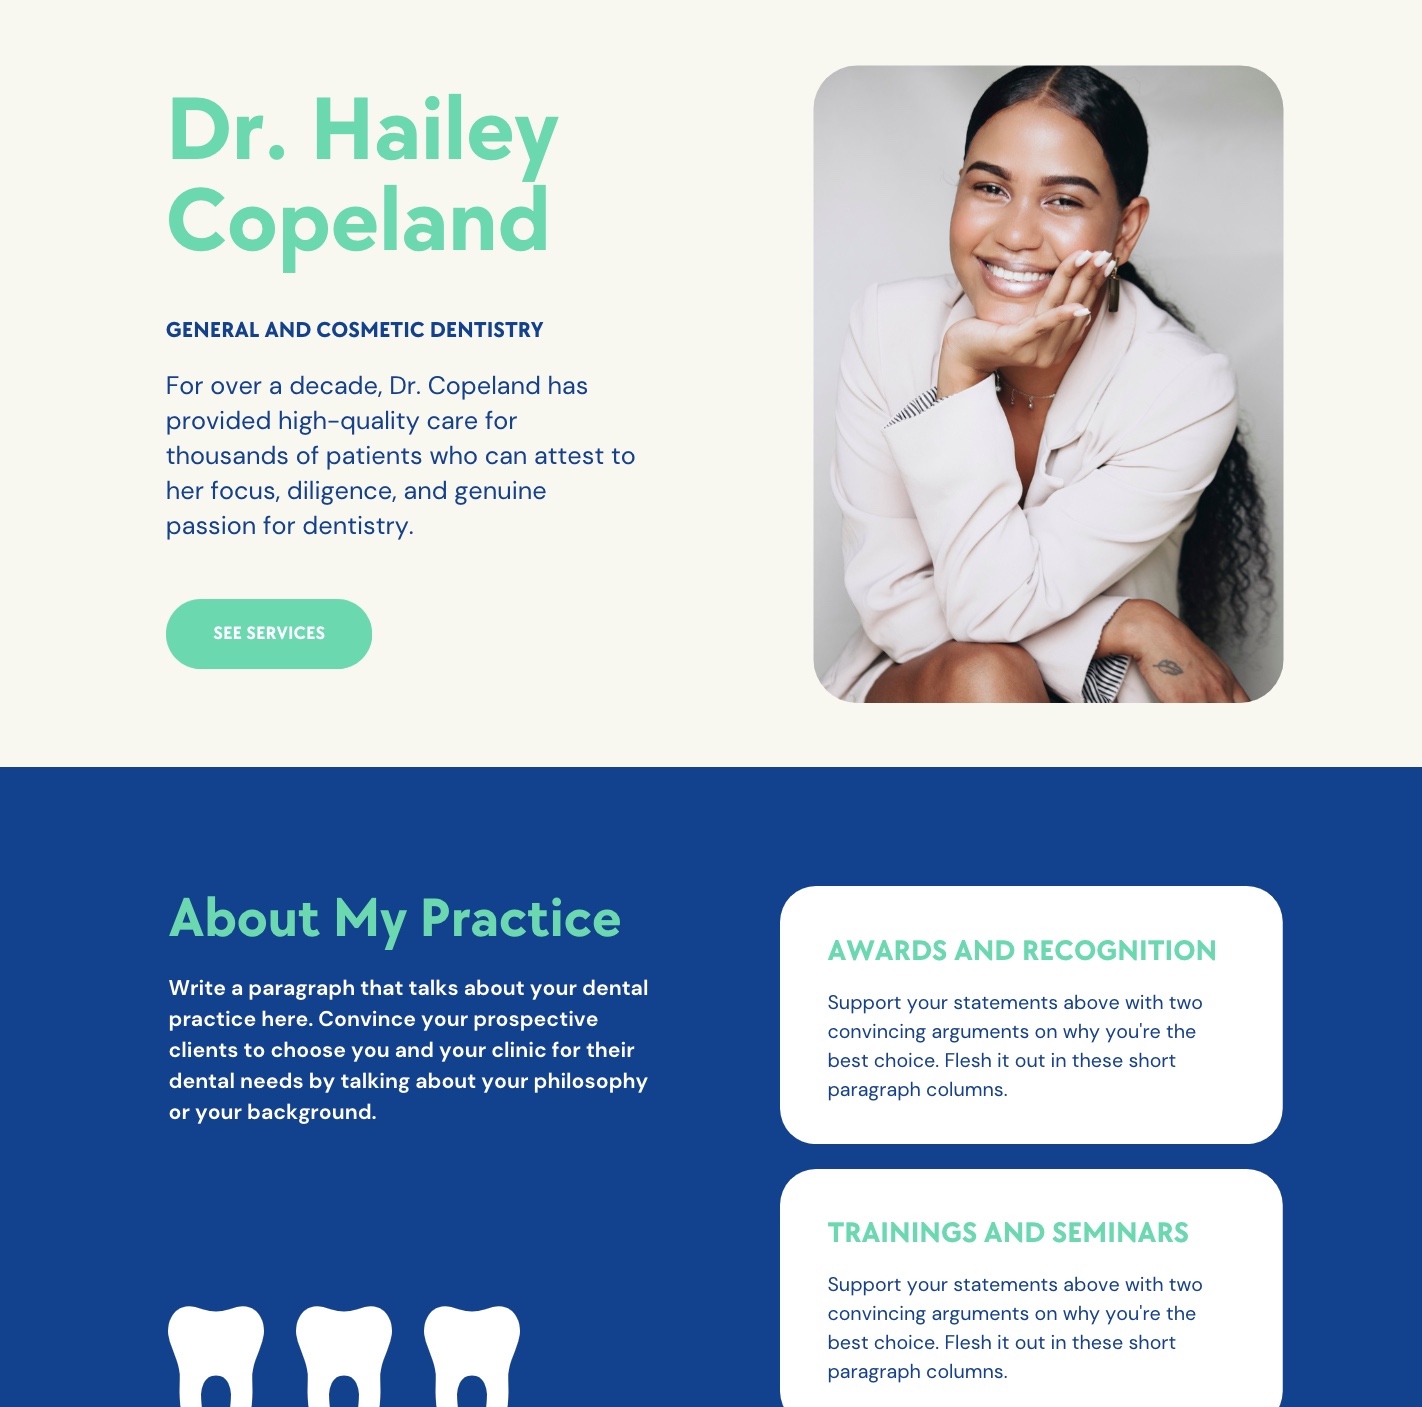 Dr. Hailey
Copeland
GENERAL AND COSMETIC DENTISTRY
For over a decade, Dr. Copeland has
provided high-quality care for
thousands of patients who can attest to
her focus, diligence, and genuine
passion for dentistry.
SEE SERVICES
About My Practice
Write a paragraph that talks about your dental
practice here. Convince your prospective
clients to choose you and your clinic for their
dental needs by talking about your philosophy
or your background.
AWARDS AND RECOGNITION
Support your statements above with two
convincing arguments on why you're the
best choice. Flesh it out in these short
paragraph columns.
TRAININGS AND SEMINARS
Support your statements above with two
convincing arguments on why you're the
best choice. Flesh it out in these short
paragraph columns.